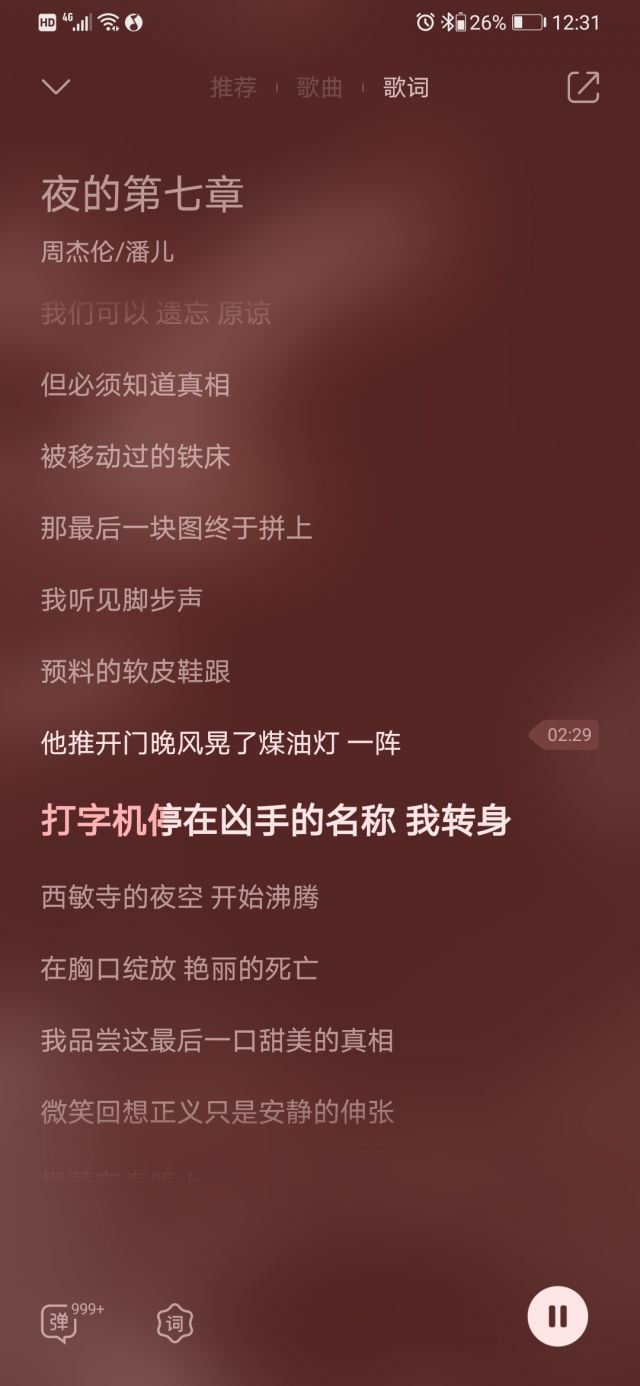 HD 4G 26% 12:31
推荐 歌曲 歌词
夜的第七章
周杰伦/潘儿
我们可以 遗忘 原谅
但必须知道真相
被移动过的铁床
那最后一块图终于拼上
我听见脚步声
预料的软皮鞋跟
他推开门晚风晃了煤油灯 一阵
02:29
打字机停在凶手的名称 我转身
西敏寺的夜空 开始沸腾
在胸口绽放 艳丽的死亡
我品尝这最后一口甜美的真相
微笑回想正义只是安静的伸张
弹 999+
词